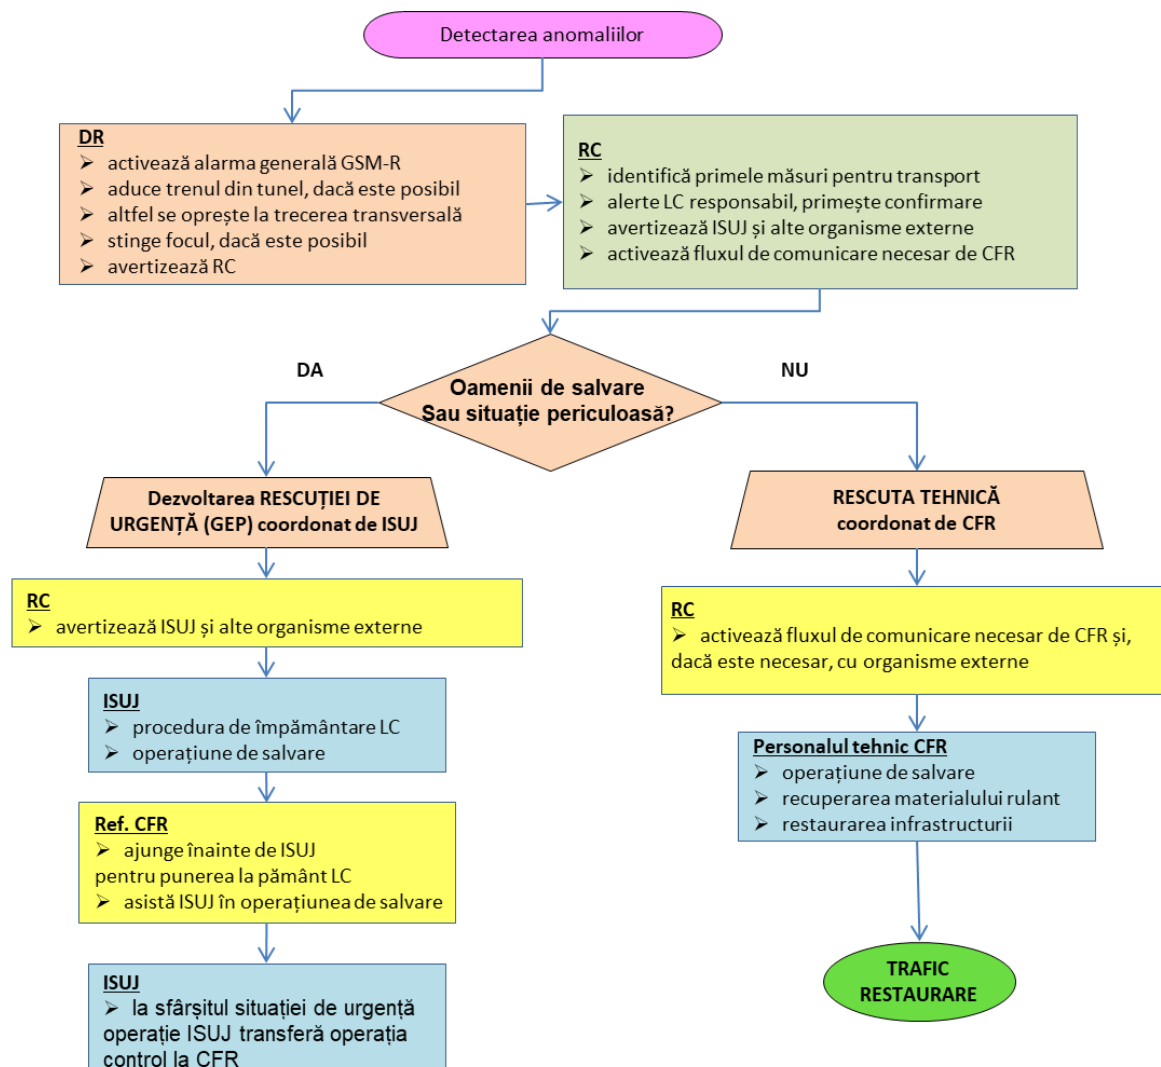 Detectarea anomaliilor
DR
➢ activează alarma generală GSM-R
➢ aduce trenul din tunel, dacă este posibil
➢ altfel se oprește la trecerea transversală
➢ stinge focul, dacă este posibil
➢ avertizează RC
RC
➢ identifică primele măsuri pentru transport
➢ alerte LC responsabil, primește confirmare
➢ avertizează ISUJ și alte organisme externe
➢ activează fluxul de comunicare necesar de CFR
DA
NU
Oamenii de salvare
Sau situație periculoasă?
Dezvoltarea RESCUȚIEI DE
URGENȚĂ (GEP) coordonat de ISUJ
RESCUTA TEHNICĂ
coordonat de CFR
RC
➢ avertizează ISUJ și alte organisme externe
RC
➢ activează fluxul de comunicare necesar de CFR și,
dacă este necesar, cu organisme externe
ISUJ
➢ procedura de împământare LC
➢ operațiune de salvare
Personalul tehnic CFR
➢ operațiune de salvare
➢ recuperarea materialului rulant
➢ restaurarea infrastructurii
Ref. CFR
➢ ajunge înainte de ISUJ
pentru punerea la pământ LC
➢ asistă ISUJ în operațiunea de salvare
ISUJ
➢ la sfârșitul situației de urgență
operație ISUJ transferă operația
control la CFR
TRAFIC
RESTAURARE